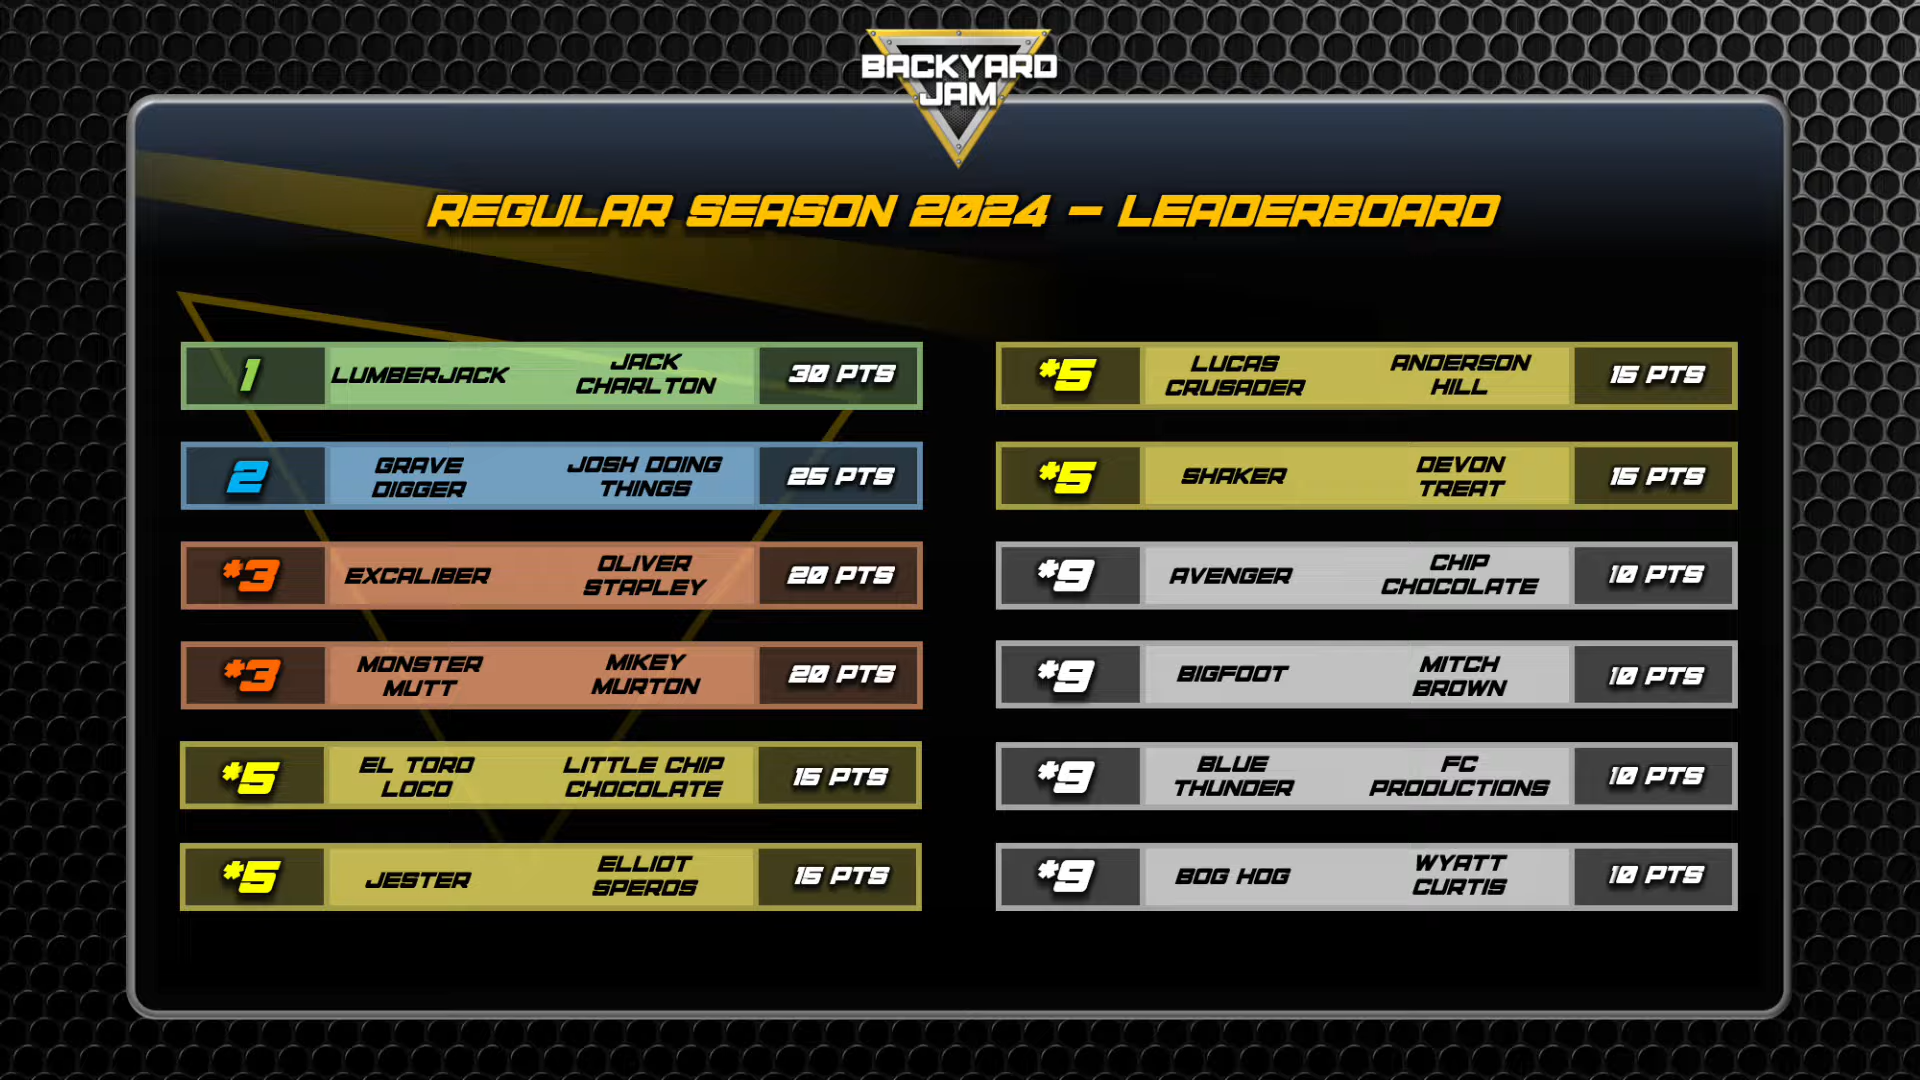 BACKYARD
JAM
REGULAR SEASON 2024 - LEADERBOARD
1
LUMBERJACK
JACK
CHARLTON
30 PTS
2
GRAVE
DIGGER
JOSH DOING
THINGS
25 PTS
*3
EXCALIBER
OLIVER
STAPLEY
20 PTS
*3
MONSTER
MUTT
MIKEY
MURTON
20 PTS
*5
EL TORO
LOCO
LITTLE CHIP
CHOCOLATE
15 PTS
*5
JESTER
ELLIOT
SPEROS
15 PTS
*5
LUCAS
CRUSADER
ANDERSON
HILL
15 PTS
*5
SHAKER
DEVON
TREAT
15 PTS
*9
AVENGER
CHIP
CHOCOLATE
10 PTS
*9
BIGFOOT
MITCH
BROWN
10 PTS
*9
BLUE
THUNDER
FC
PRODUCTIONS
10 PTS
*9
BOG HOG
WYATT
CURTIS
10 PTS